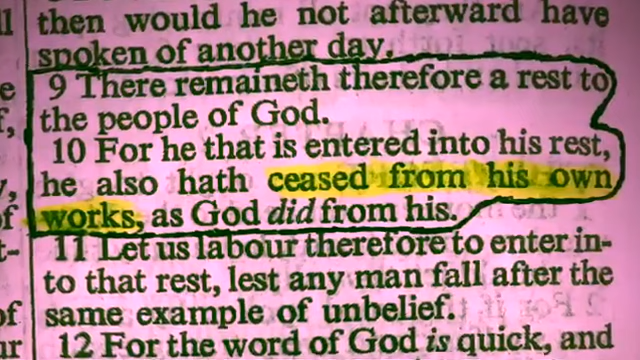 then would he not afterward have
spoken of another day.
9 There remaineth therefore a rest to
the people of God.
10 For he that is entered into his rest,
he also hath ceased from his own
works, as God did from his.
11 Let us labour therefore to enter in-
to that rest, lest any man fall after the
same example of unbelief.
12 For the word of God is quick, and